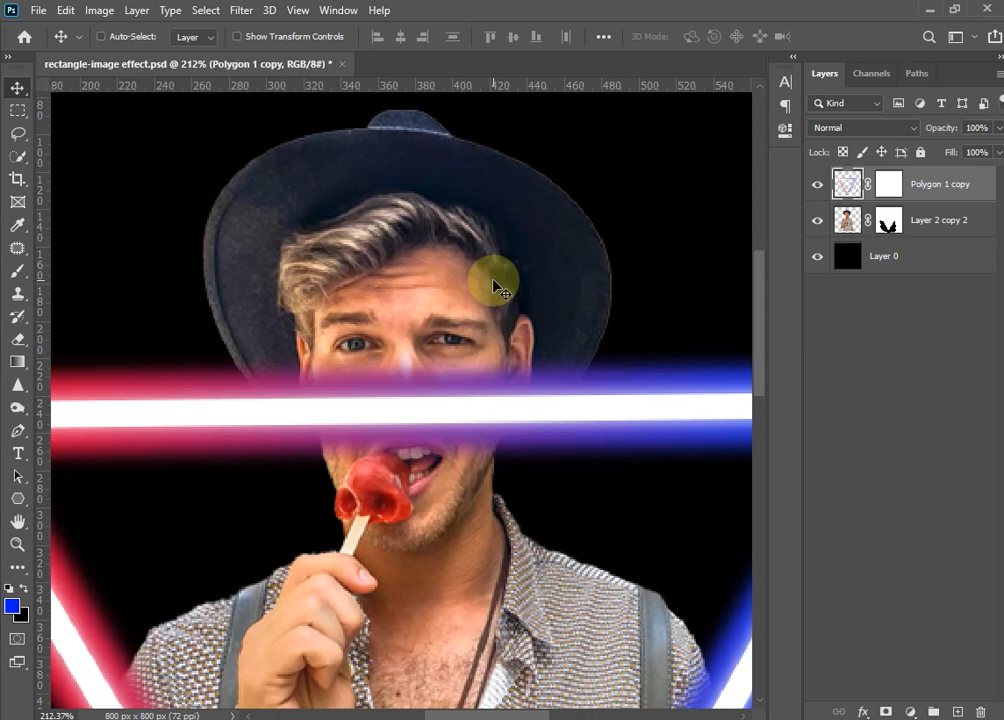 Ps File Edit Image Layer Type Select Filter 3D View Window Help
Auto-Select: Layer Show Transform Controls 3D Mode:
rectangle-image effect.psd @ 212% (Polygon 1 copy, RGB/8#) * ×
80 200 220 240 260 280 300 320 340 360 380 400 420 440 460 480 500 520 540
Layers Channels Paths
Kind
Normal Opacity: 100%
Lock: Fill: 100%
Polygon 1 copy
Layer 2 copy 2
Layer 0
212.37% 800 px x 800 px (72 ppi)